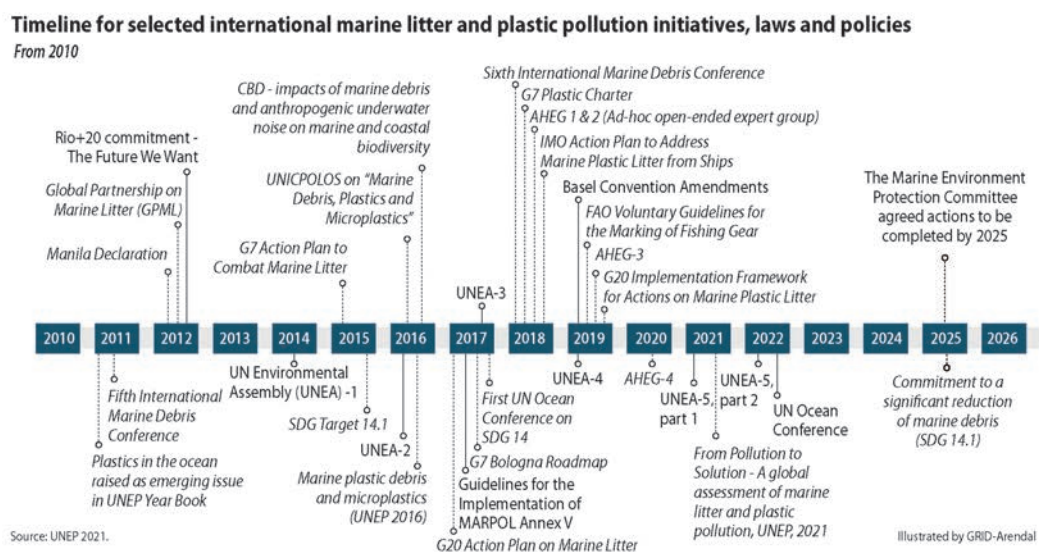 Timeline for selected international marine litter and plastic pollution initiatives, laws and policies
From 2010
Rio+20 commitment -
The Future We Want
Global Partnership on
Marine Litter (GPML)
Manila Declaration
CBD - impacts of marine debris
and anthropogenic underwater
noise on marine and coastal
biodiversity
UNICPOLOS on "Marine
Debris, Plastics and
Microplastics"
G7 Action Plan to
Combat Marine Litter
UNEA-3
Sixth International Marine Debris Conference
G7 Plastic Charter
AHEG 1 & 2 (Ad-hoc open-ended expert group)
IMO Action Plan to Address
Marine Plastic Litter from Ships
Basel Convention Amendments
FAO Voluntary Guidelines for
the Marking of Fishing Gear
AHEG-3
G20 Implementation Framework
for Actions on Marine Plastic Litter
The Marine Environment
Protection Committee
agreed actions to be
completed by 2025
2010 2011 2012 2013 2014 2015 2016 2017 2018 2019 2020 2021 2022 2023 2024 2025 2026
Fifth International
Marine Debris
Conference
Plastics in the ocean
raised as emerging issue
in UNEP Year Book
UN Environmental
Assembly (UNEA) -1
SDG Target 14.1
UNEA-2
Marine plastic debris
and microplastics
(UNEP 2016)
First UN Ocean
Conference on
SDG 14
G7 Bologna Roadmap
Guidelines for the
Implementation of
MARPOL Annex V
G20 Action Plan on Marine Litter
UNEA-4
AHEG-4
UNEA-5,
part 1
UNEA-5,
part 2
UN Ocean
Conference
From Pollution to
Solution - A global
assessment of marine
litter and plastic
pollution, UNEP, 2021
Commitment to a
significant reduction
of marine debris
(SDG 14.1)
Source: UNEP 2021.
Illustrated by GRID-Arendal